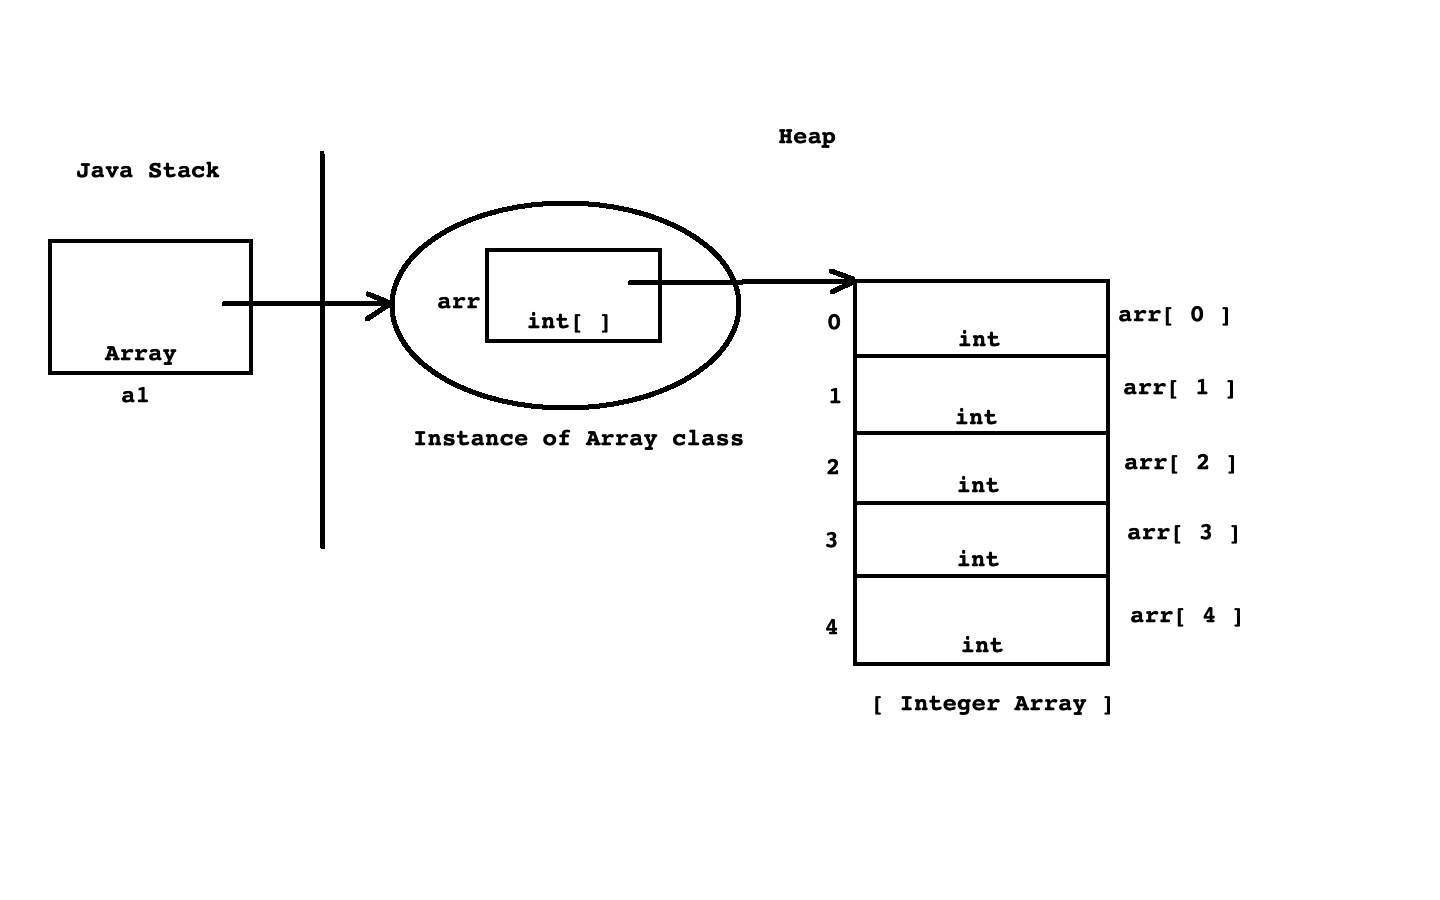 Heap
Java Stack
Array
a1
arr
int[ ]
Instance of Array class
0
int
arr[ 0 ]
1
int
arr[ 1 ]
2
int
arr[ 2 ]
3
int
arr[ 3 ]
4
int
arr[ 4 ]
[ Integer Array ]